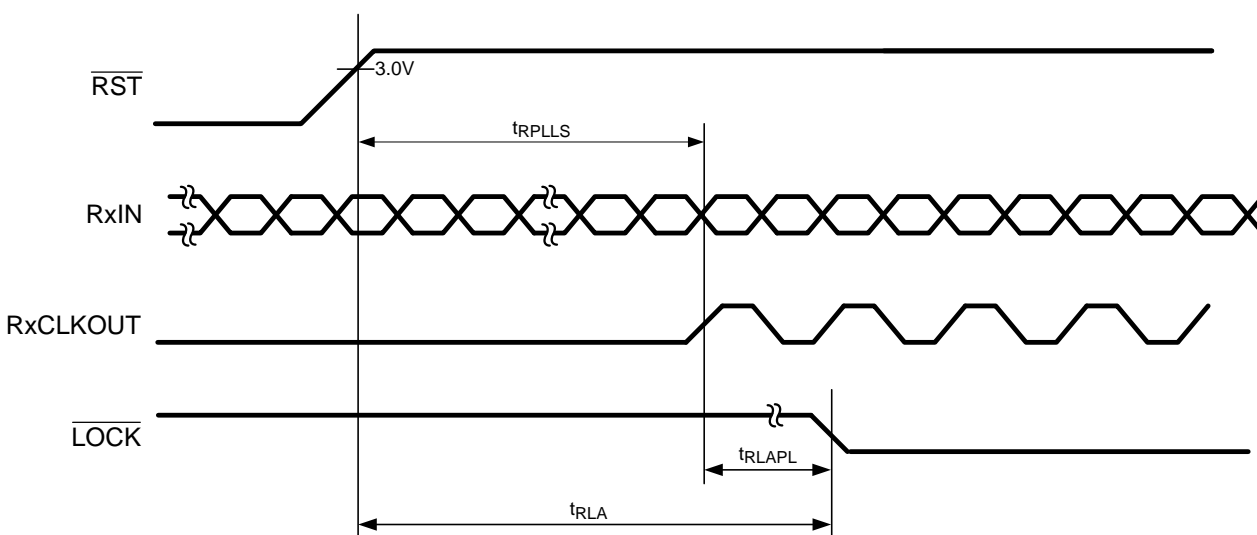 RST
3.0V
tRPLLS
RxIN
RxCLKOUT
LOCK
tRLAPL
tRLA